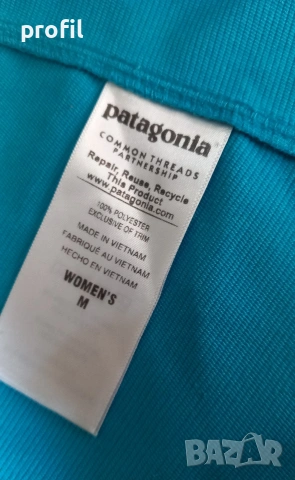 profil
patagonia
COMMON THREADS
PARTNERSHIP
Repair, Reuse, Recycle
This Product
www.patagonia.com
100% POLYESTER
EXCLUSIVE OF TRIM
MADE IN VIETNAM
FABRIQUÉ AU VIETNAM
HECHO EN VIETNAM
WOMEN'S
M
BAZAR